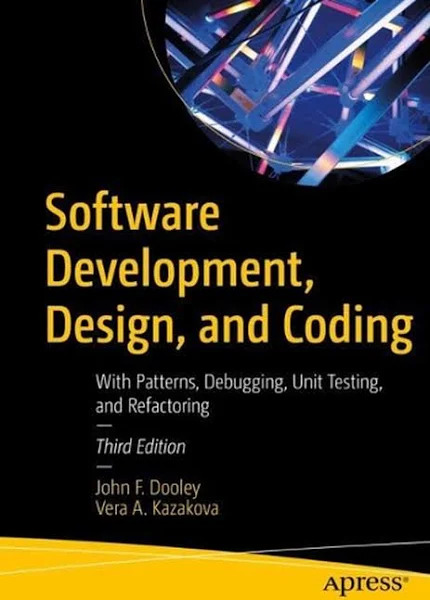 Software
Development,
Design, and Coding
With Patterns, Debugging, Unit Testing,
and Refactoring
Third Edition
John F. Dooley
Vera A. Kazakova
Apress®